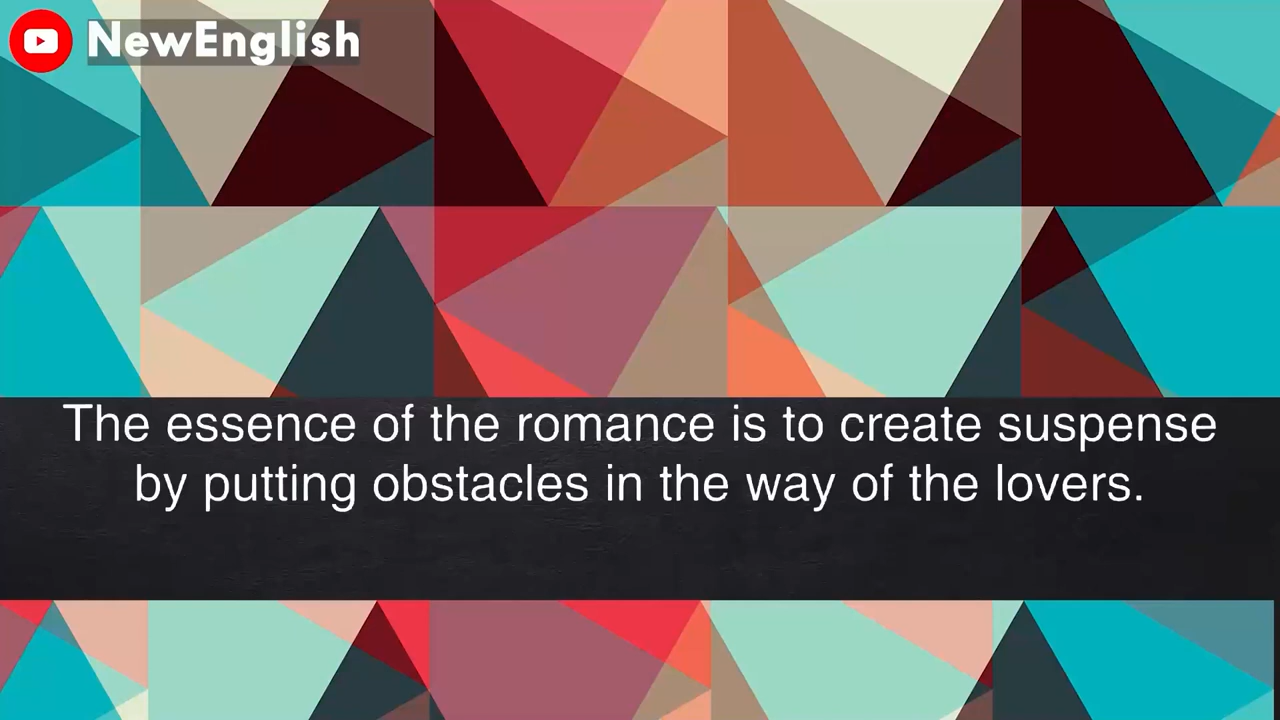 NewEnglish
The essence of the romance is to create suspense
by putting obstacles in the way of the lovers.